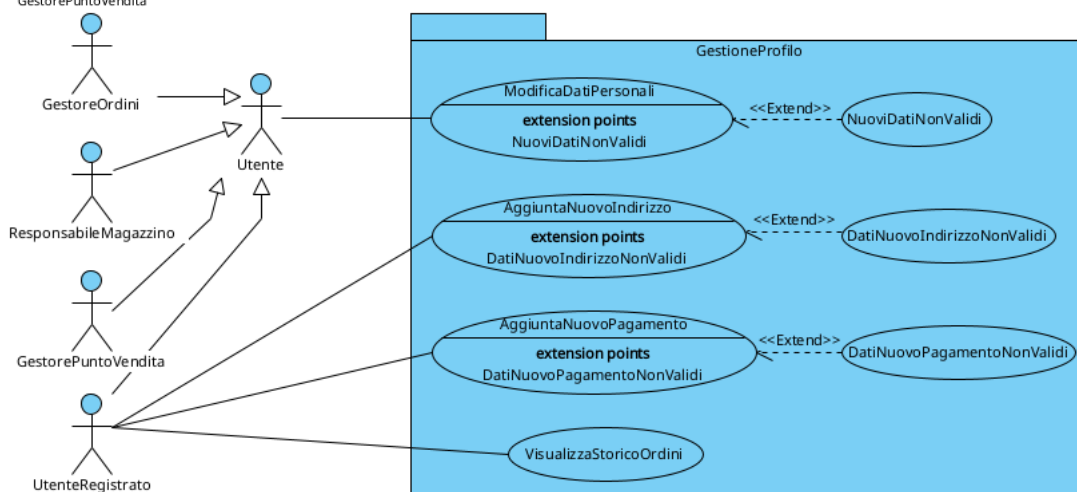 GestorePuntoVendita
GestoreOrdini
Utente
ResponsabileMagazzino
GestorePuntoVendita
UtenteRegistrato
GestioneProfilo
ModificaDatiPersonali
extension points
NuoviDatiNonValidi
<<Extend>>
NuoviDatiNonValidi
AggiuntaNuovoIndirizzo
extension points
DatiNuovoIndirizzoNonValidi
<<Extend>>
DatiNuovoIndirizzoNonValidi
AggiuntaNuovoPagamento
extension points
DatiNuovoPagamentoNonValidi
<<Extend>>
DatiNuovoPagamentoNonValidi
VisualizzaStoricoOrdini